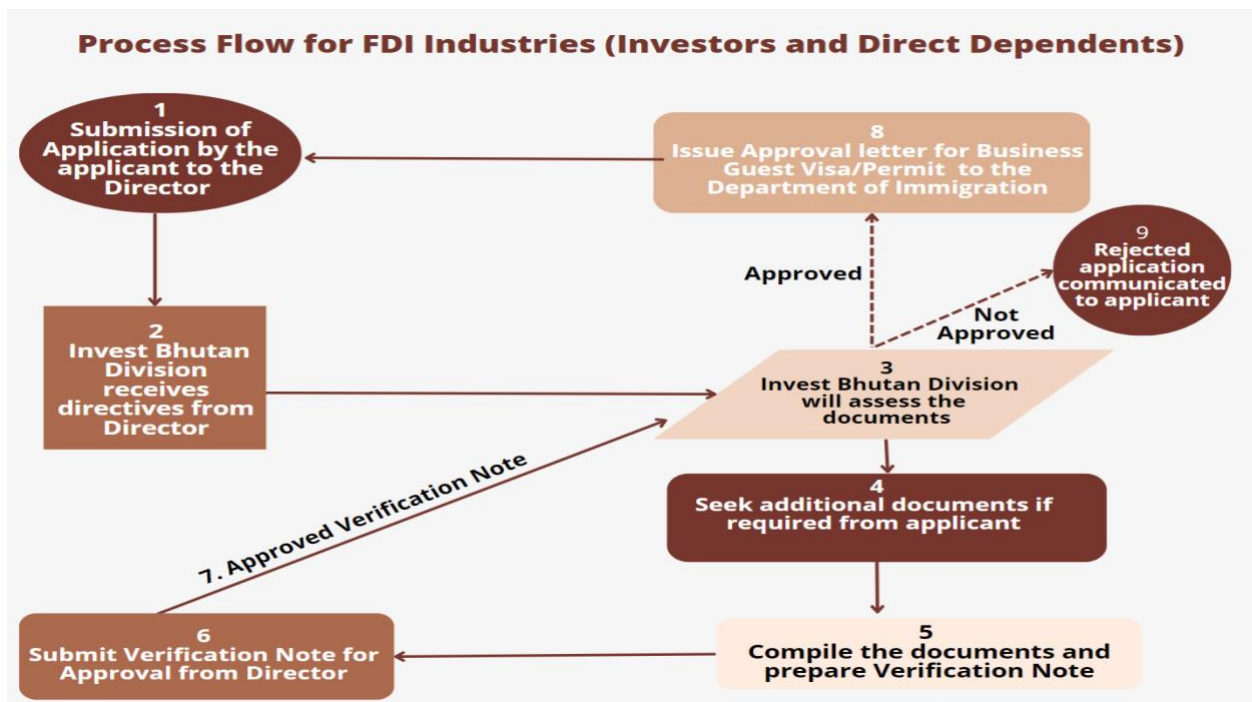 Process Flow for FDI Industries (Investors and Direct Dependents)
1
Submission of
Application by the
applicant to the
Director
8
Issue Approval letter for Business
Guest Visa/Permit to the
Department of Immigration
9
Rejected
application
communicated
to applicant
Approved
Not
Approved
2
Invest Bhutan
Division
receives
directives from
Director
3
Invest Bhutan Division
will assess the
documents
4
Seek additional documents if
required from applicant
7. Approved Verification Note
6
Submit Verification Note for
Approval from Director
5
Compile the documents and
prepare Verification Note